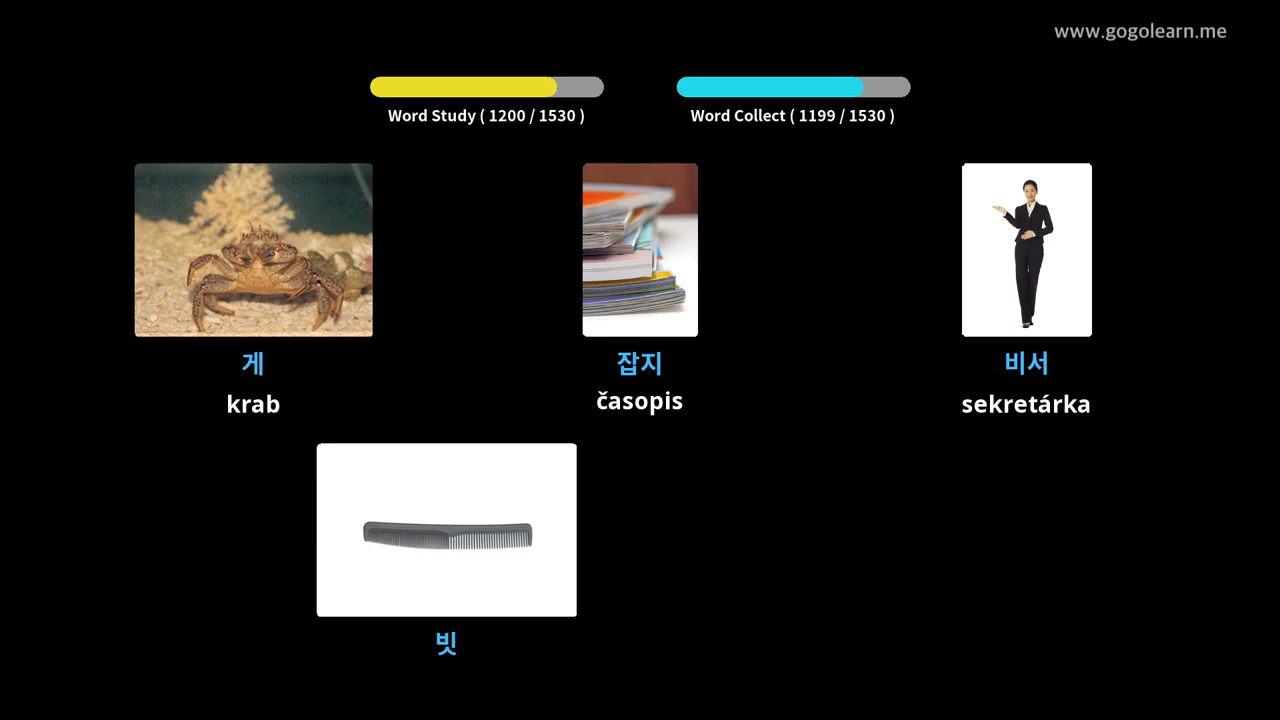 www.gogolearn.me
Word Study ( 1200 / 1530 )
Word Collect ( 1199 / 1530 )
게
잡지
비서
krab
časopis
sekretárka
빗